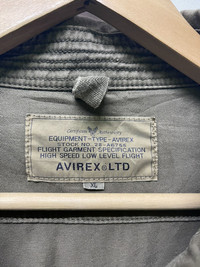 EQUIPMENT-TYPE-AVIREX
STOCK NO.
FLIGHT GARMENT SPECIFICATION
HIGH SPEED LOW LEVEL FLIGHT
AVIREX LTD
XL